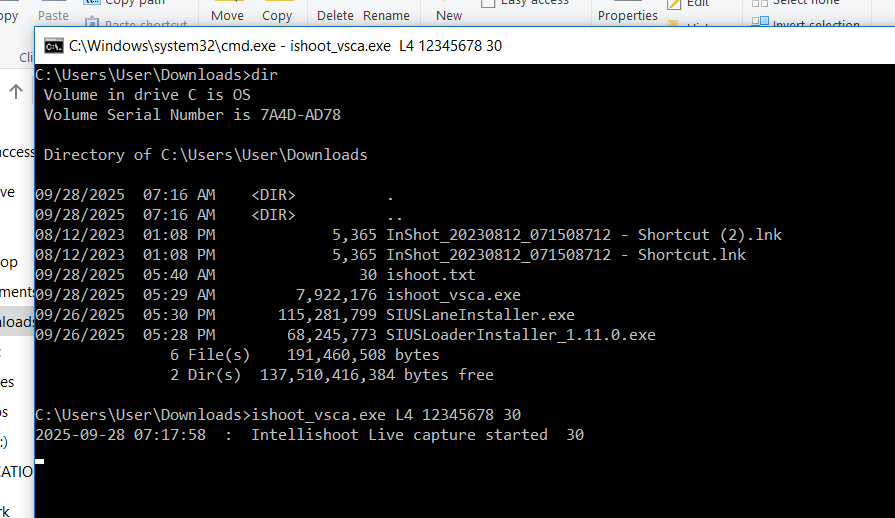 Copy path
Easy access
Edit
Select none
opy
Paste
Paste shortcut
Move
Copy
Delete
Rename
New
Properties
Invert selection
C:\Windows\system32\cmd.exe - ishoot_vsca.exe L4 12345678 30
C:\Users\User\Downloads>dir
Volume in drive C is OS
Volume Serial Number is 7A4D-AD78
Directory of C:\Users\User\Downloads
09/28/2025 07:16 AM <DIR> .
09/28/2025 07:16 AM <DIR> ..
08/12/2023 01:08 PM 5,365 InShot_20230812_071508712 - Shortcut (2).lnk
08/12/2023 01:08 PM 5,365 InShot_20230812_071508712 - Shortcut.lnk
09/28/2025 05:40 AM 30 ishoot.txt
09/28/2025 05:29 AM 7,922,176 ishoot_vsca.exe
09/26/2025 05:30 PM 115,281,799 SIUSLaneInstaller.exe
09/26/2025 05:28 PM 68,245,773 SIUSLoaderInstaller_1.11.0.exe
6 File(s) 191,460,508 bytes
2 Dir(s) 137,510,416,384 bytes free
C:\Users\User\Downloads>ishoot_vsca.exe L4 12345678 30
2025-09-28 07:17:58 : Intellishoot Live capture started 30
Cli
access
ve
op
ments
nloads
es
os
:)
CATIO
rk